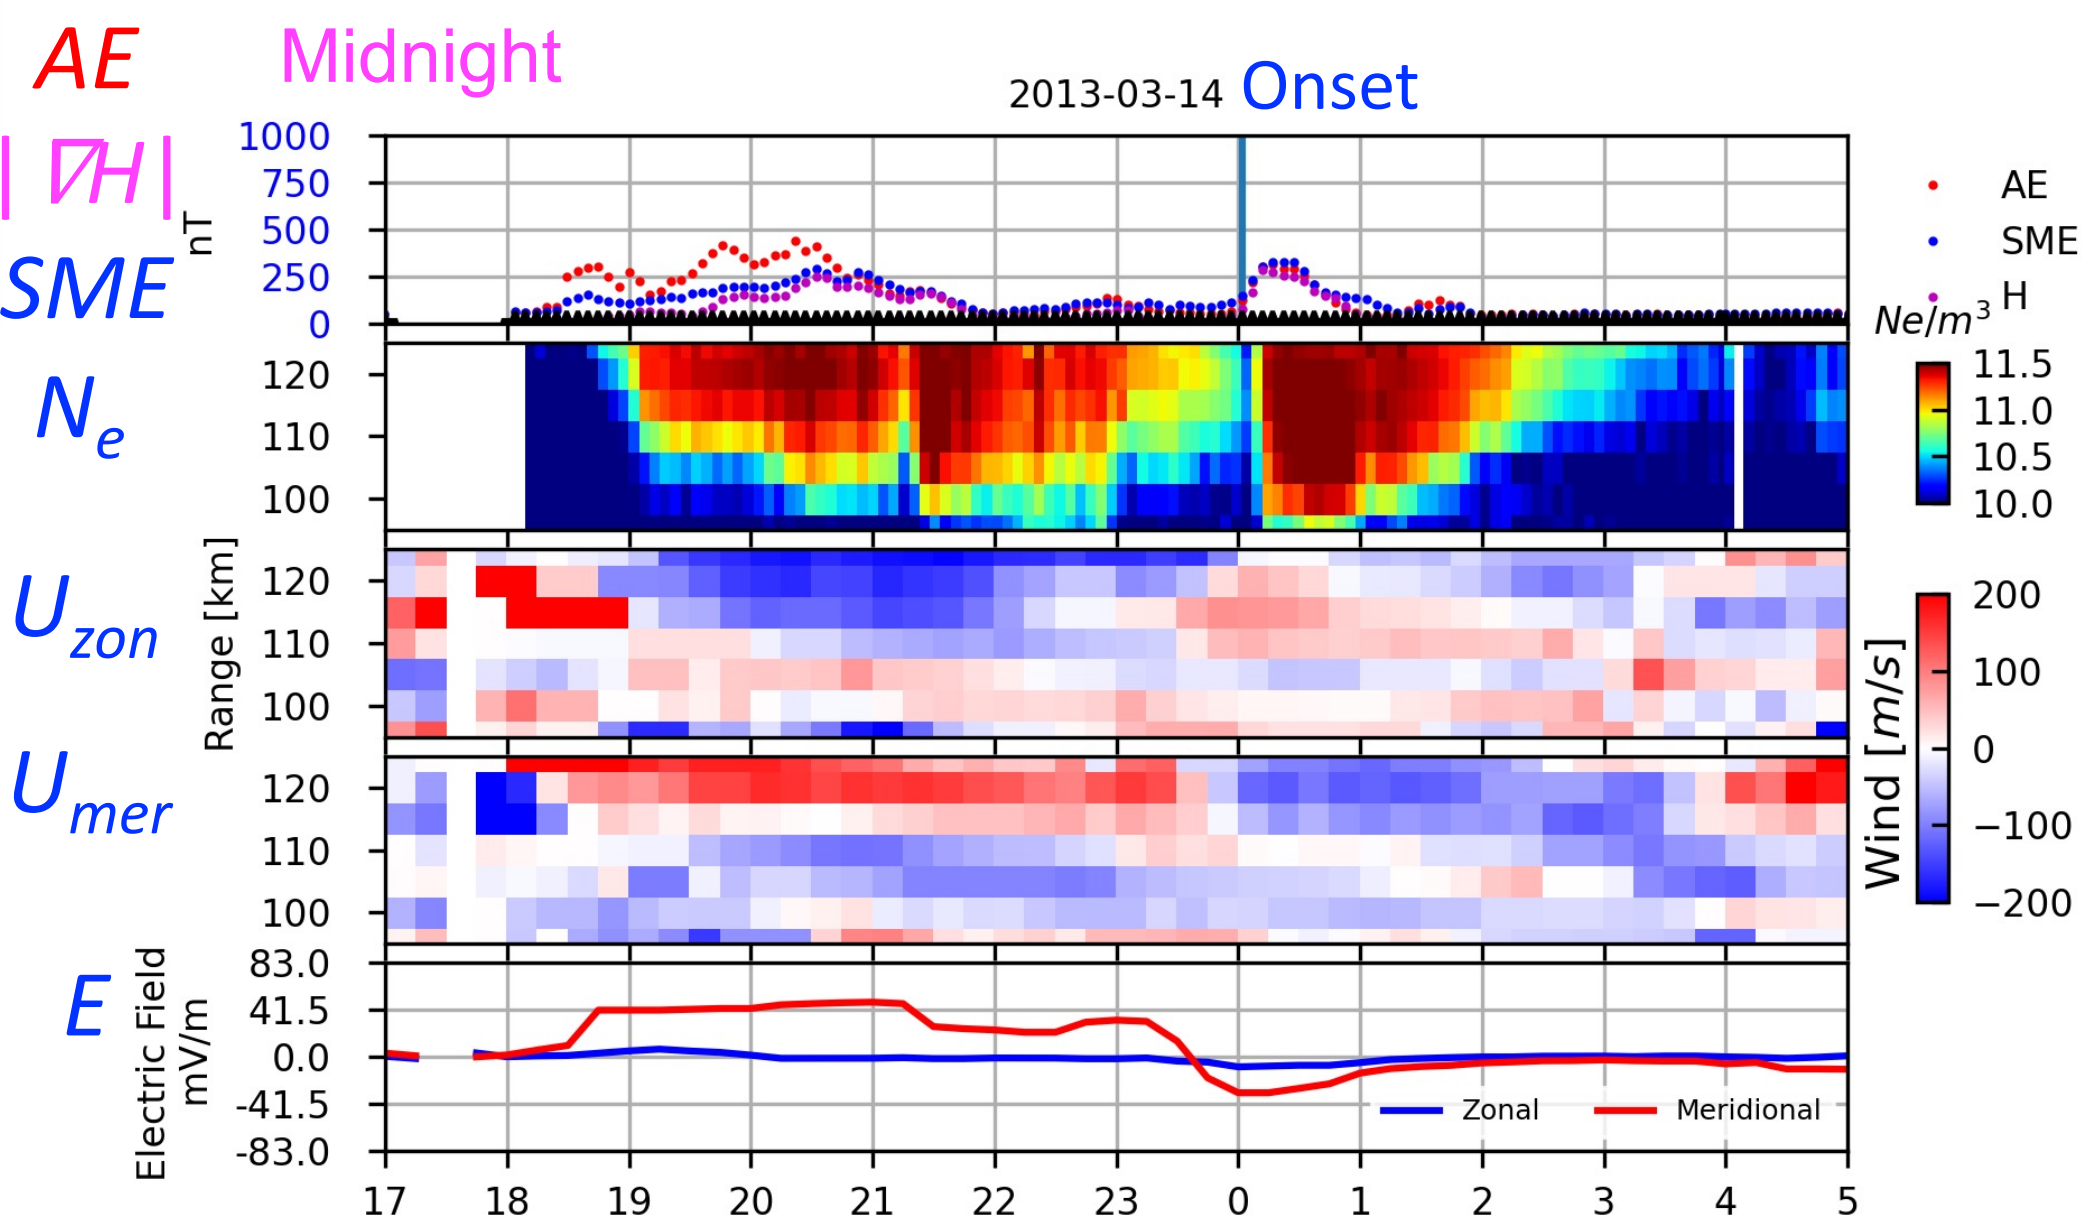 AE
Midnight
2013-03-14 Onset
|∇H|
SME
nT
1000
750
500
250
0
AE
SME
H
Ne
120
110
100
Ne/m³
11.5
11.0
10.5
10.0
Range [km]
Uzon
120
110
100
Umer
120
110
100
Wind [m/s]
200
100
0
−100
−200
E
Electric Field
mV/m
83.0
41.5
0.0
-41.5
-83.0
Zonal
Meridional
17 18 19 20 21 22 23 0 1 2 3 4 5